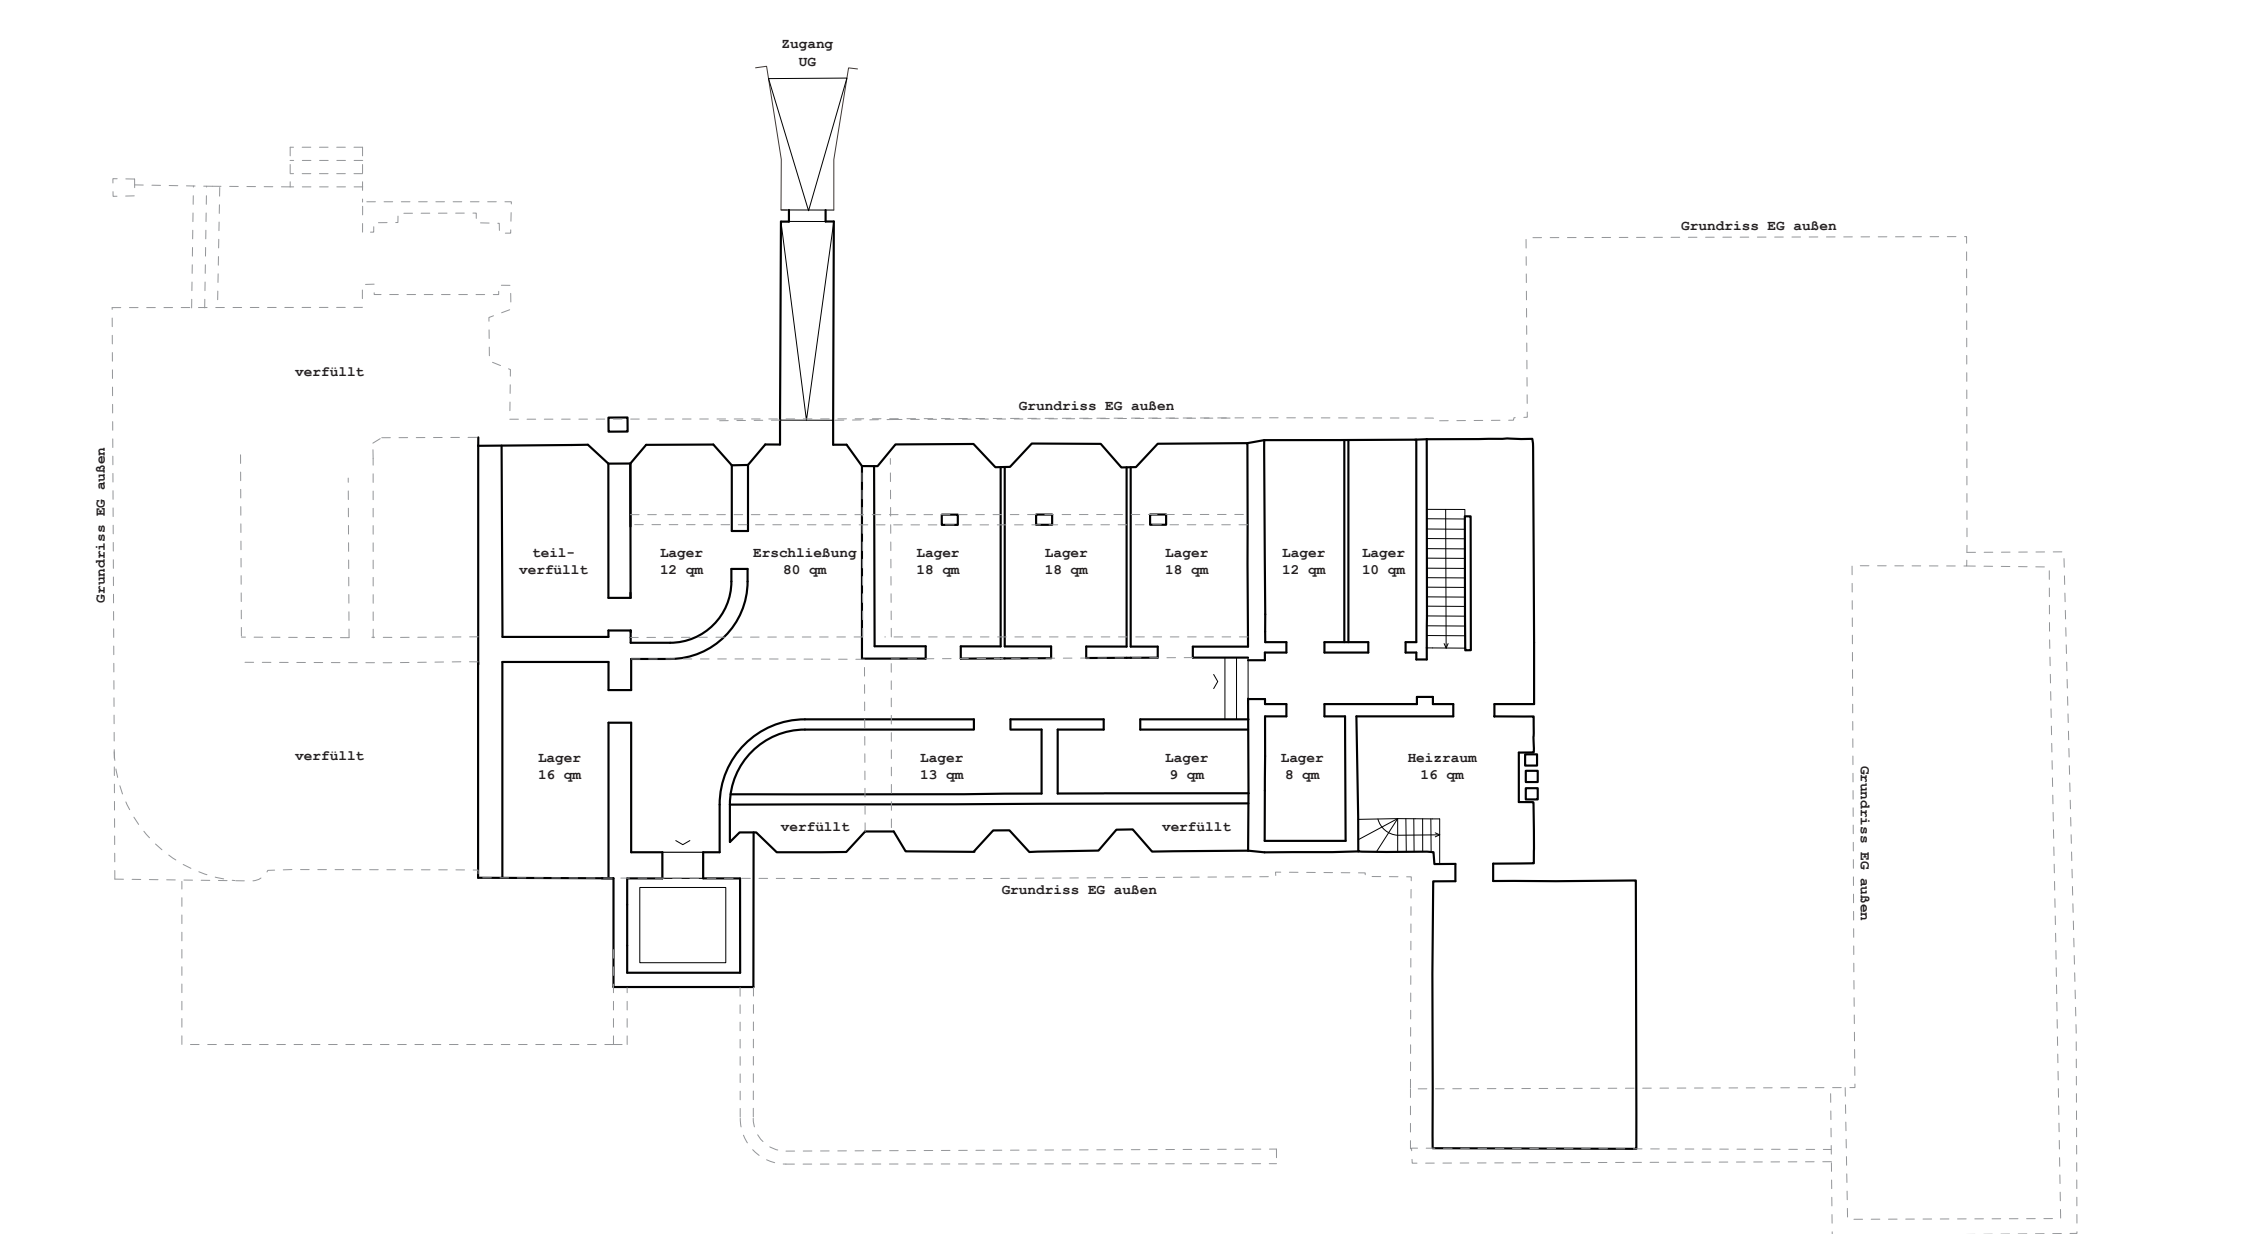 Zugang
UG
Grundriss EG außen
verfüllt
Grundriss EG außen
Grundriss EG außen
teil-
verfüllt
Lager
12 qm
Erschließung
80 qm
Lager
18 qm
Lager
18 qm
Lager
18 qm
Lager
12 qm
Lager
10 qm
verfüllt
Lager
16 qm
Lager
13 qm
Lager
9 qm
Lager
8 qm
Heizraum
16 qm
Grundriss EG außen
verfüllt
verfüllt
Grundriss EG außen